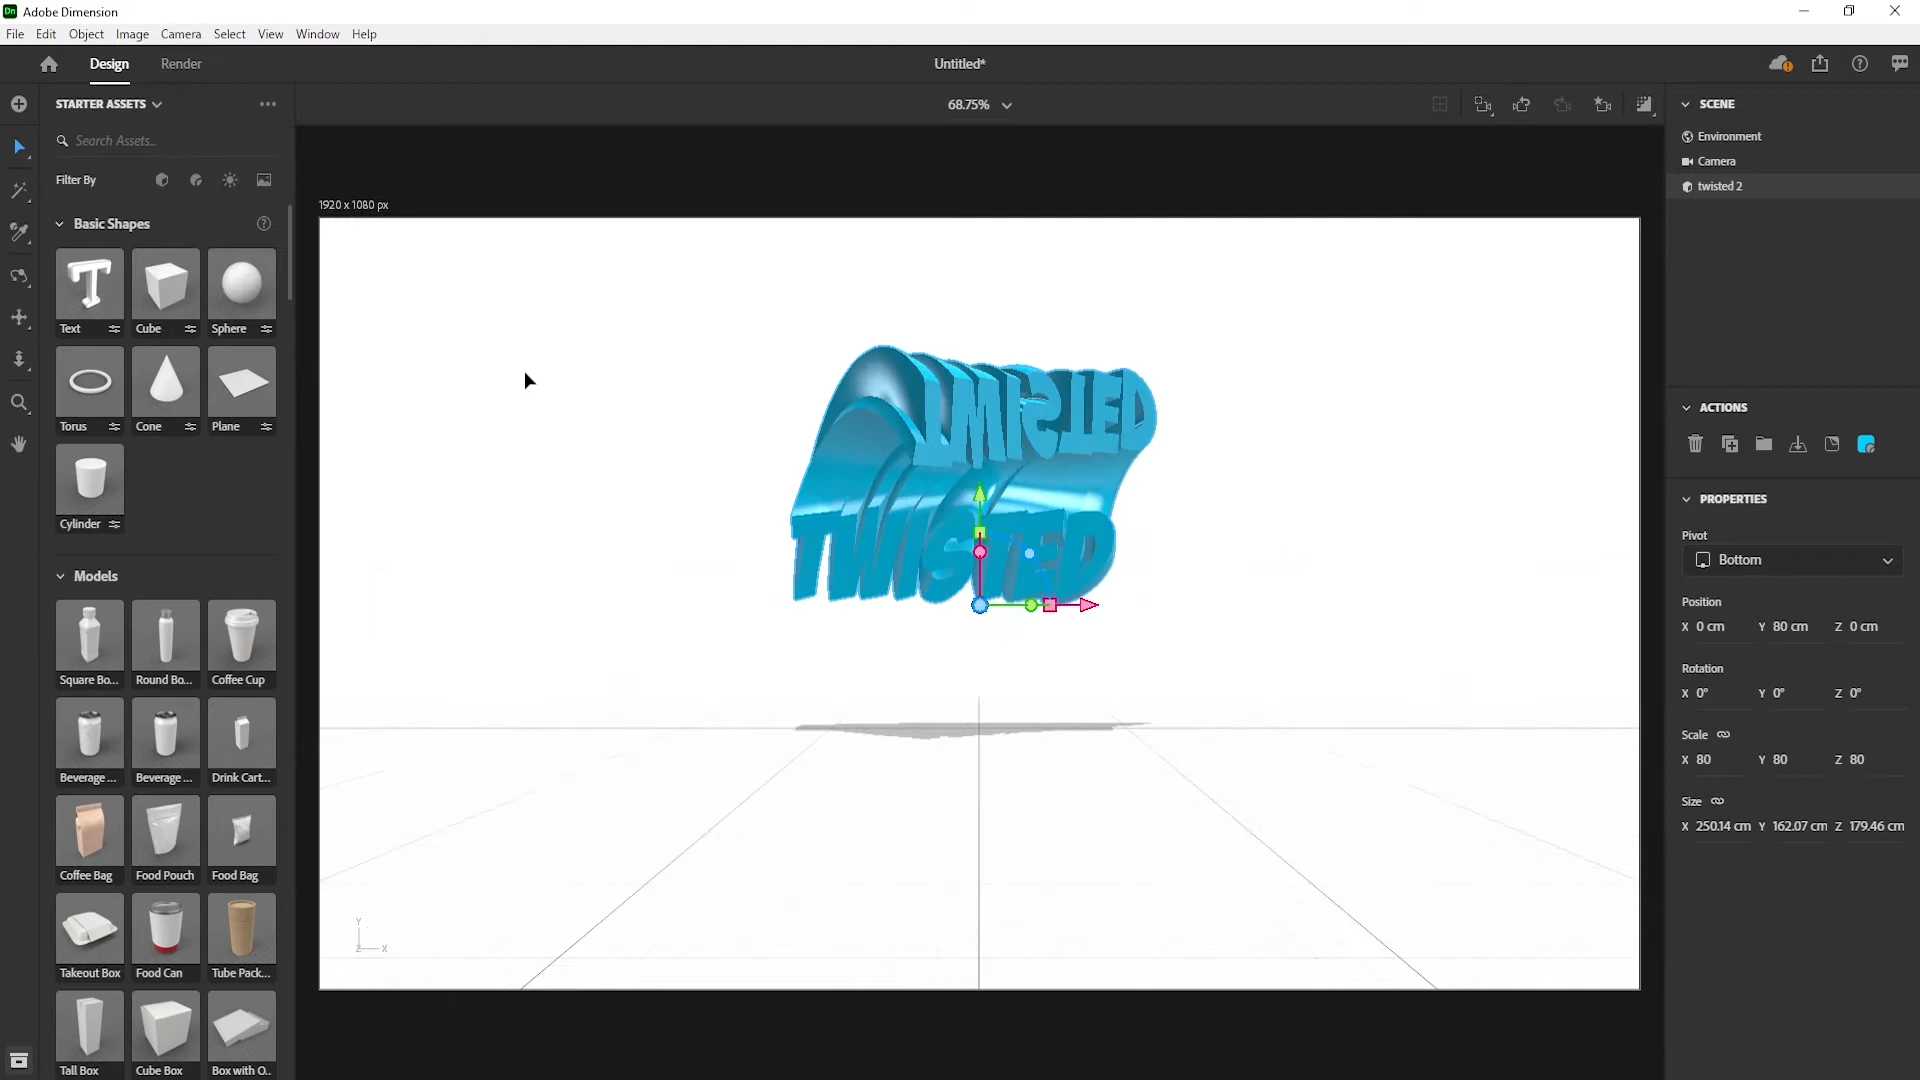 Dn Adobe Dimension
File Edit Object Image Camera Select View Window Help
Design Render Untitled*
STARTER ASSETS
68.75%
Search Assets...
Filter By
1920 x 1080 px
Basic Shapes
Text Cube Sphere
Torus Cone Plane
Cylinder
Models
Square Bo... Round Bo... Coffee Cup
Beverage ... Beverage ... Drink Cart...
Coffee Bag Food Pouch Food Bag
Takeout Box Food Can Tube Pack...
Tall Box Cube Box Box with O..
TWISTED
TWISTED
Y
Z X
SCENE
Environment
Camera
twisted 2
ACTIONS
PROPERTIES
Pivot
Bottom
Position
X 0 cm Y 80 cm Z 0 cm
Rotation
X 0° Y 0° Z 0°
Scale
X 80 Y 80 Z 80
Size
X 250.14 cm Y 162.07 cm Z 179.46 cm